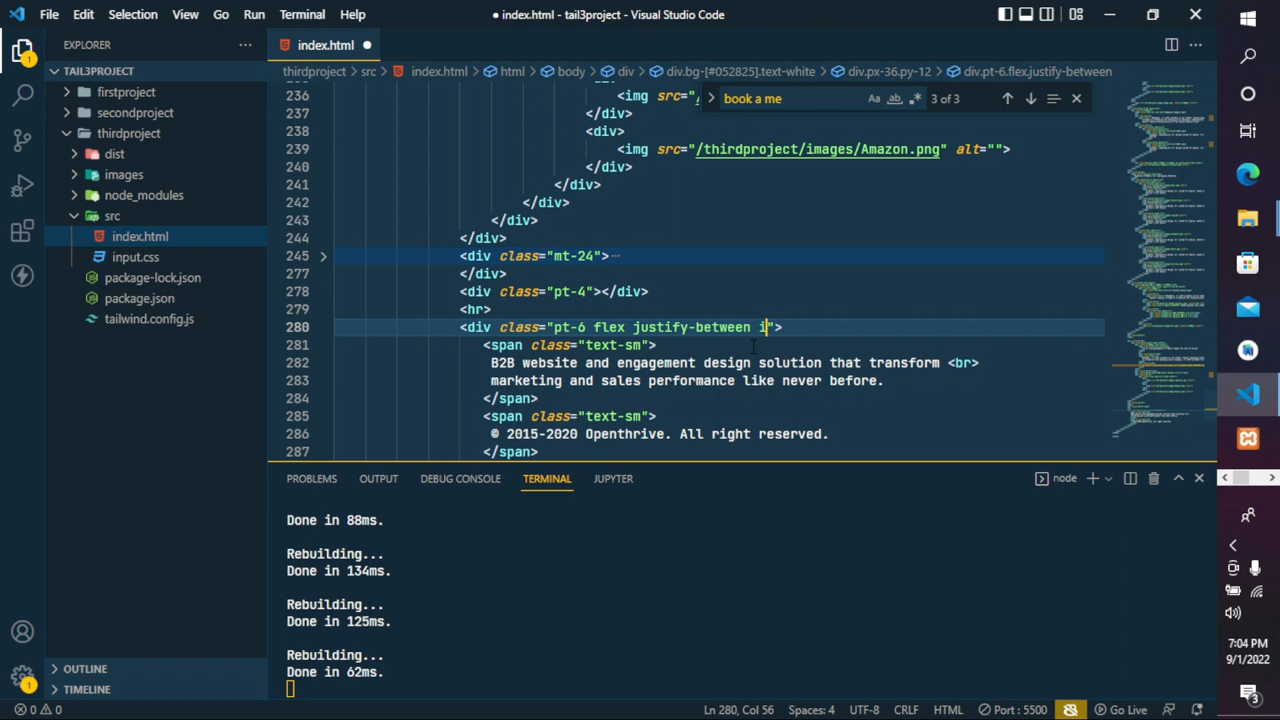 File Edit Selection View Go Run Terminal Help
● index.html - tail3project - Visual Studio Code
EXPLORER
index.html
1
TAIL3PROJECT
firstproject
secondproject
thirdproject
dist
images
node_modules
src
index.html
input.css
package-lock.json
package.json
tailwind.config.js
OUTLINE
TIMELINE
1
thirdproject > src > index.html > html > body > div > div.bg-[#052825].text-white > div.px-36.py-12 > div.pt-6.flex.justify-between
book a me
Aa ab 3 of 3
236 <img src="/
237 </div>
238 <div>
239 <img src="/thirdproject/images/Amazon.png" alt="">
240 </div>
241 </div>
242 </div>
243 </div>
244 </div>
245 <div class="mt-24">
277 </div>
278 <div class="pt-4"></div>
279 <hr>
280 <div class="pt-6 flex justify-between i">
281 <span class="text-sm">
282 B2B website and engagement design solution that transform <br>
283 marketing and sales performance like never before.
284 </span>
285 <span class="text-sm">
286 © 2015-2020 Openthrive. All right reserved.
287 </span>
PROBLEMS OUTPUT DEBUG CONSOLE TERMINAL JUPYTER
node
Done in 88ms.
Rebuilding...
Done in 134ms.
Rebuilding...
Done in 125ms.
Rebuilding...
Done in 62ms.
0 0
Ln 280, Col 56 Spaces: 4 UTF-8 CRLF HTML Port : 5500 Go Live
7:04 PM
9/1/2022
3